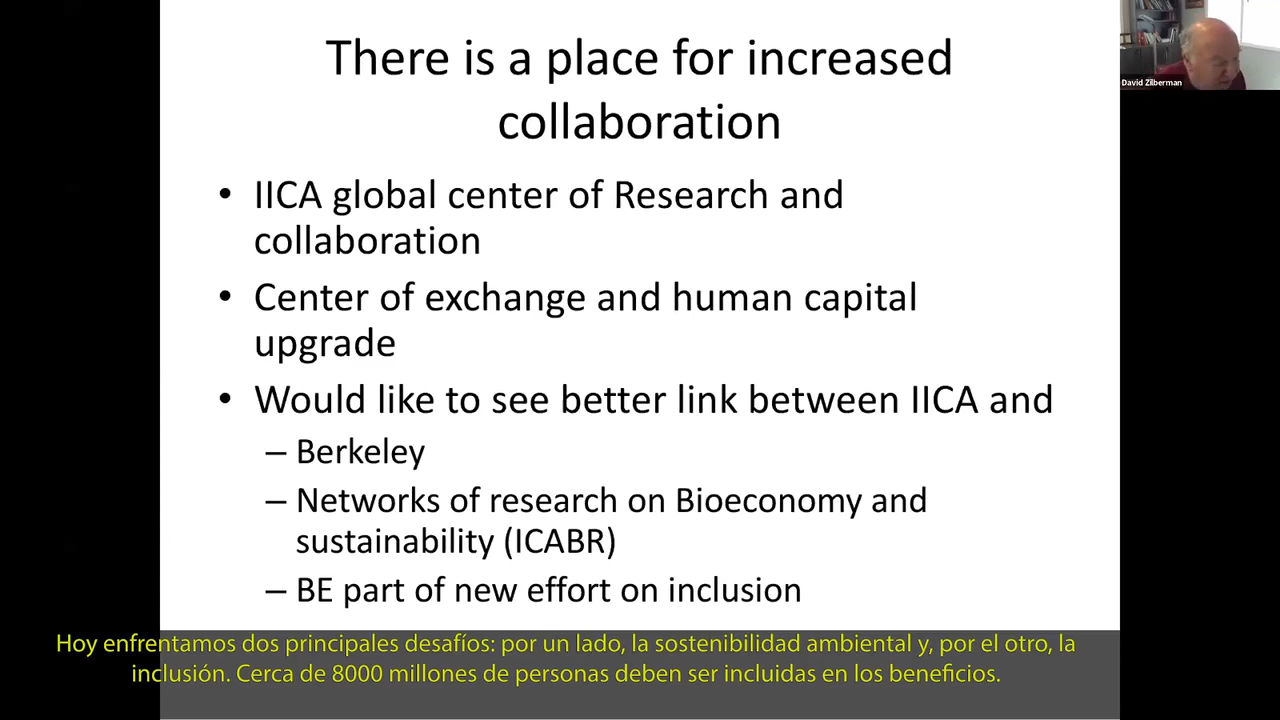 There is a place for increased
collaboration
David Zilberman
• IICA global center of Research and
collaboration
• Center of exchange and human capital
upgrade
• Would like to see better link between IICA and
– Berkeley
– Networks of research on Bioeconomy and
sustainability (ICABR)
– BE part of new effort on inclusion
Hoy enfrentamos dos principales desafíos: por un lado, la sostenibilidad ambiental y, por el otro, la
inclusión. Cerca de 8000 millones de personas deben ser incluidas en los beneficios.